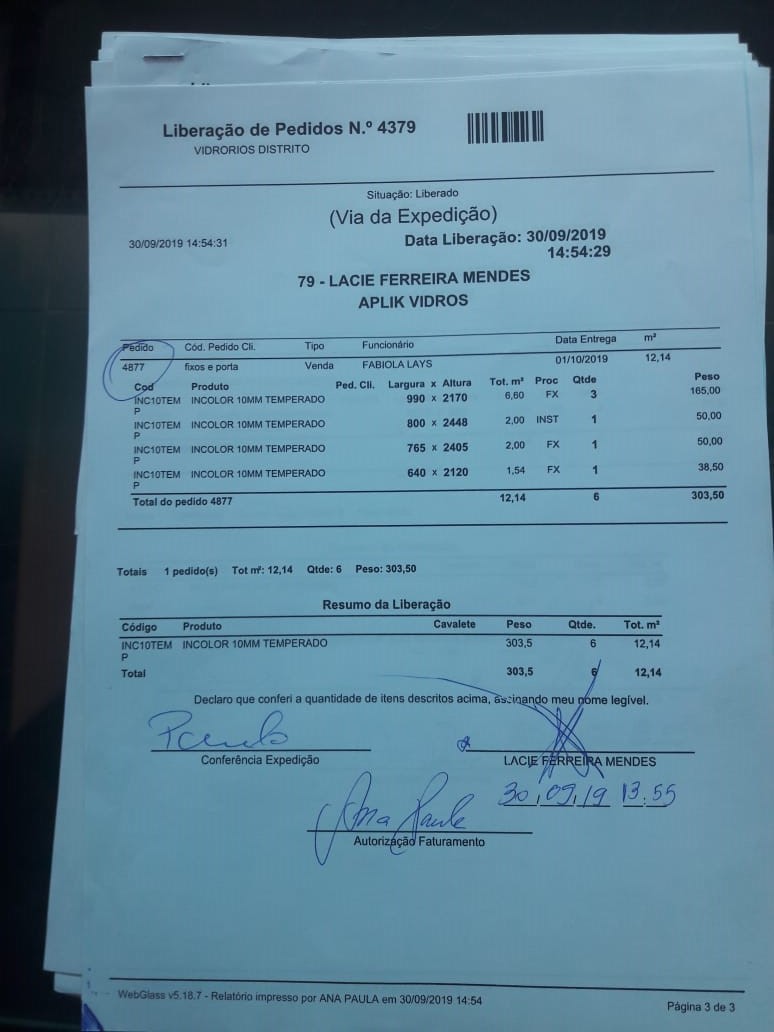 Liberação de Pedidos N.º 4379
VIDRORIOS DISTRITO
Situação: Liberado
(Via da Expedição)
30/09/2019 14:54:31
Data Liberação: 30/09/2019
14:54:29
79 - LACIE FERREIRA MENDES
APLIK VIDROS
Pedido Cód. Pedido Cli. Tipo Funcionário Data Entrega m²
4877 fixos e porta Venda FABIOLA LAYS 01/10/2019 12,14
Cod Produto Ped. Cli. Largura x Altura Tot. m² Proc Qtde Peso
INC10TEM INCOLOR 10MM TEMPERADO 990 x 2170 6,60 FX 3 165,00
P
INC10TEM INCOLOR 10MM TEMPERADO 800 x 2448 2,00 INST 1 50,00
P
INC10TEM INCOLOR 10MM TEMPERADO 765 x 2405 2,00 FX 1 50,00
P
INC10TEM INCOLOR 10MM TEMPERADO 640 x 2120 1,54 FX 1 38,50
P
Total do pedido 4877 12,14 6 303,50
Totais 1 pedido(s) Tot m²: 12,14 Qtde: 6 Peso: 303,50
Resumo da Liberação
Código Produto Cavalete Peso Qtde. Tot. m²
INC10TEM INCOLOR 10MM TEMPERADO 303,5 6 12,14
P
Total 303,5 6 12,14
Declaro que conferi a quantidade de itens descritos acima, assinando meu nome legível.
Conferência Expedição
LACIE FERREIRA MENDES
30,09,19 13:55
Ana Paula
Autorização Faturamento
WebGlass v5.18.7 - Relatório impresso por ANA PAULA em 30/09/2019 14:54
Página 3 de 3